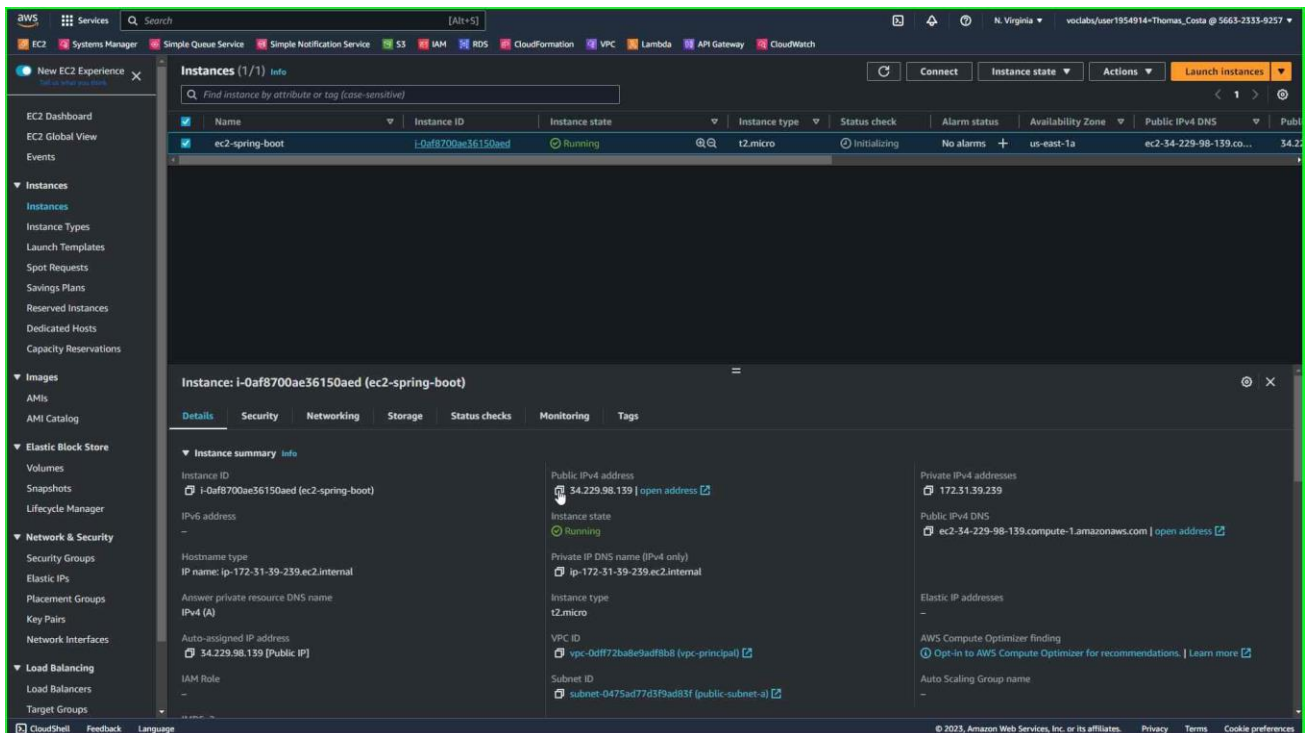 aws Services Search [Alt+S] N. Virginia voclabs/user1954914=Thomas_Costa @ 5663-2333-9257
EC2 Systems Manager Simple Queue Service Simple Notification Service S3 IAM RDS CloudFormation VPC Lambda API Gateway CloudWatch
New EC2 Experience
Tell us what you think
EC2 Dashboard
EC2 Global View
Events
Instances
Instances
Instance Types
Launch Templates
Spot Requests
Savings Plans
Reserved Instances
Dedicated Hosts
Capacity Reservations
Images
AMIs
AMI Catalog
Elastic Block Store
Volumes
Snapshots
Lifecycle Manager
Network & Security
Security Groups
Elastic IPs
Placement Groups
Key Pairs
Network Interfaces
Load Balancing
Load Balancers
Target Groups
Instances (1/1) Info
Connect Instance state Actions Launch instances
Find instance by attribute or tag (case-sensitive)
1
Name Instance ID Instance state Instance type Status check Alarm status Availability Zone Public IPv4 DNS Publ
ec2-spring-boot i-0af8700ae36150aed Running t2.micro Initializing No alarms + us-east-1a ec2-34-229-98-139.co... 34.22
Instance: i-0af8700ae36150aed (ec2-spring-boot)
Details Security Networking Storage Status checks Monitoring Tags
Instance summary Info
Instance ID
i-0af8700ae36150aed (ec2-spring-boot)
Public IPv4 address
34.229.98.139 | open address
Private IPv4 addresses
172.31.39.239
IPv6 address
–
Instance state
Running
Public IPv4 DNS
ec2-34-229-98-139.compute-1.amazonaws.com | open address
Hostname type
IP name: ip-172-31-39-239.ec2.internal
Private IP DNS name (IPv4 only)
ip-172-31-39-239.ec2.internal
Answer private resource DNS name
IPv4 (A)
Instance type
t2.micro
Elastic IP addresses
–
Auto-assigned IP address
34.229.98.139 [Public IP]
VPC ID
vpc-0dff72ba8e9adf8b8 (vpc-principal)
AWS Compute Optimizer finding
Opt-in to AWS Compute Optimizer for recommendations. | Learn more
IAM Role
–
Subnet ID
subnet-0475ad77d3f9ad83f (public-subnet-a)
Auto Scaling Group name
–
CloudShell Feedback Language © 2023, Amazon Web Services, Inc. or its affiliates. Privacy Terms Cookie preferences